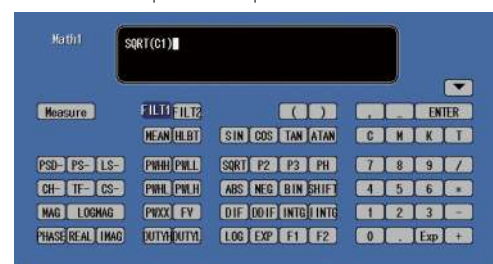 Math1
SQRT(C1)
Measure FILT1 FILT2 ( ) , _ ENTER
MEAN HLBT SIN COS TAN ATAN C M K T
PSD- PS- LS- PWHH PWLL SQRT P2 P3 PH 7 8 9 /
CH- TF- CS- PWHL PWLH ABS NEG BIN SHIFT 4 5 6 *
MAG LOGMAG PWXX FV DIF DDIF INTG IINTG 1 2 3 -
PHASE REAL IMAG DUTYH DUTYL LOG EXP F1 F2 0 . Exp +